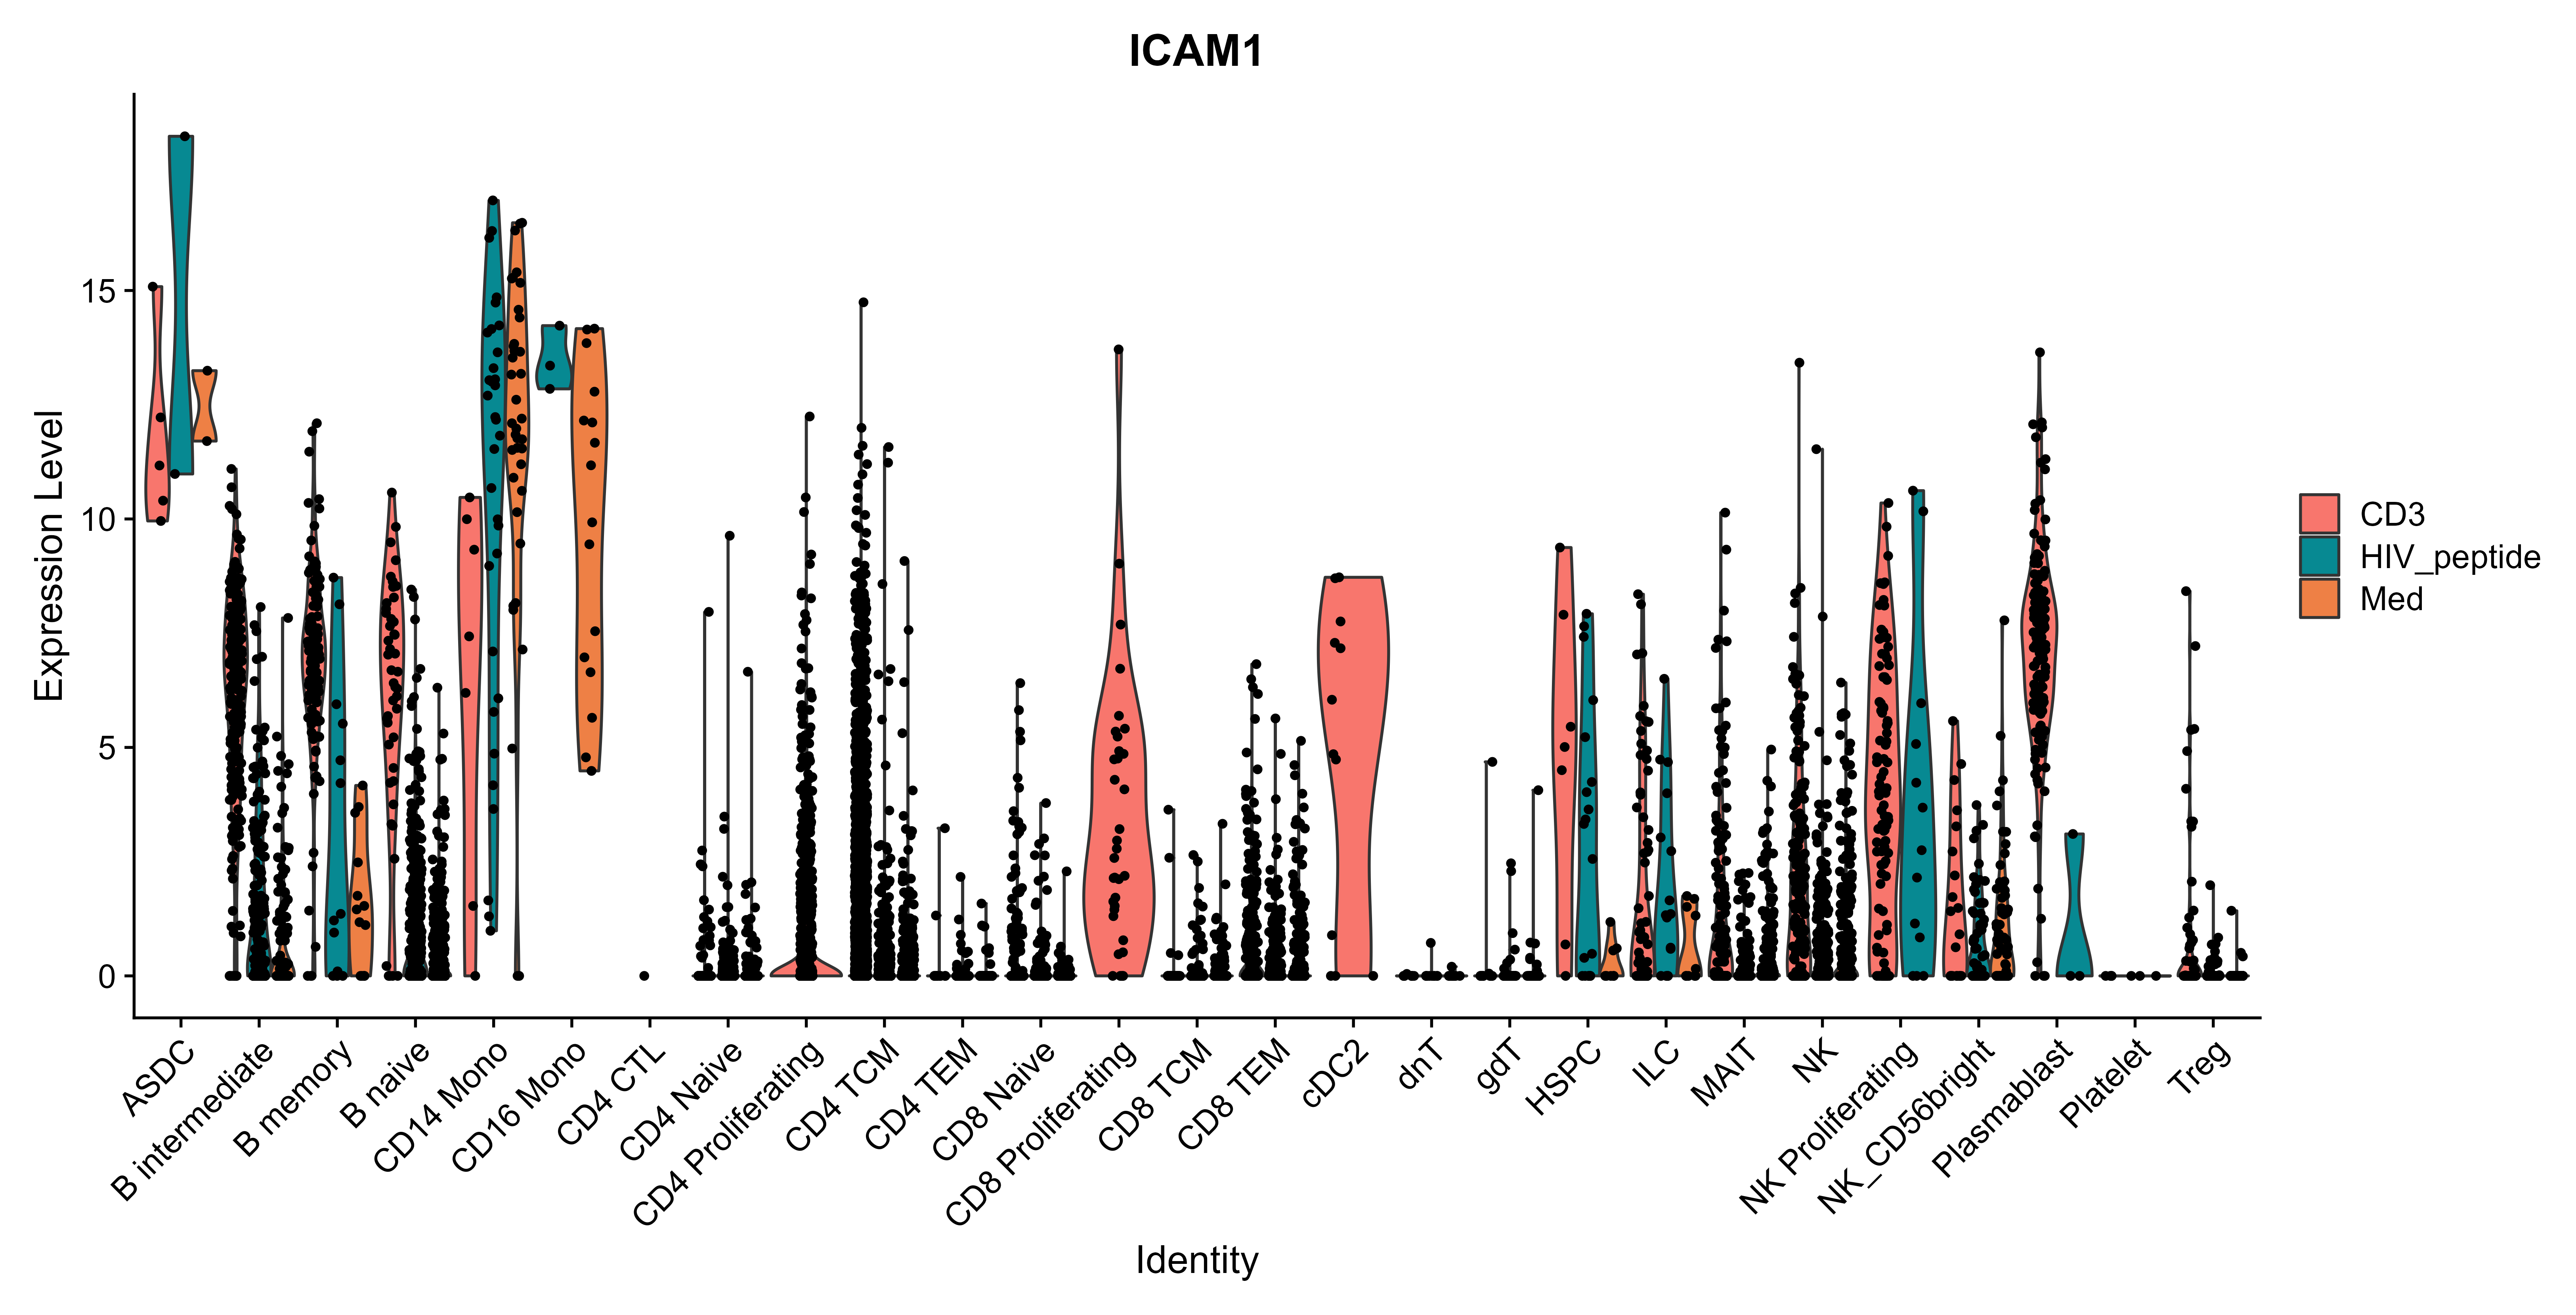 ICAM1
Expression Level
15
10
5
0
ASDC
B intermediate
B memory
B naive
CD14 Mono
CD16 Mono
CD4 CTL
CD4 Naive
CD4 Proliferating
CD4 TCM
CD4 TEM
CD8 Naive
CD8 Proliferating
CD8 TCM
CD8 TEM
cDC2
dnT
gdT
HSPC
ILC
MAIT
NK
NK Proliferating
NK_CD56bright
Plasmablast
Platelet
Treg
Identity
CD3
HIV_peptide
Med